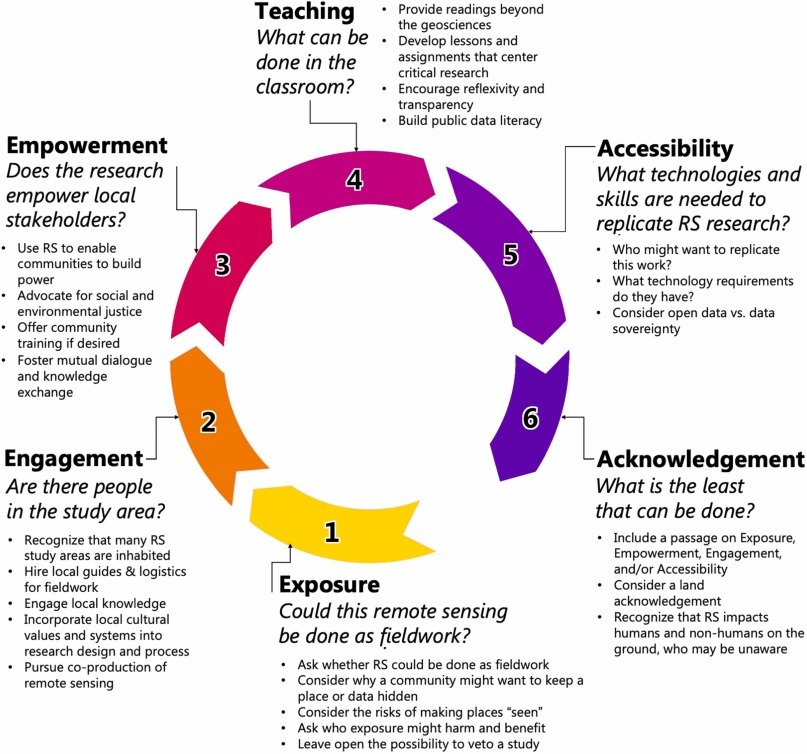 Teaching
What can be
done in the
classroom?
• Provide readings beyond
the geosciences
• Develop lessons and
assignments that center
critical research
• Encourage reflexivity and
transparency
• Build public data literacy
Empowerment
Does the research
empower local
stakeholders?
• Use RS to enable
communities to build
power
• Advocate for social and
environmental justice
• Offer community
training if desired
• Foster mutual dialogue
and knowledge
exchange
Accessibility
What technologies and
skills are needed to
replicate RS research?
• Who might want to replicate
this work?
• What technology requirements
do they have?
• Consider open data vs. data
sovereignty
4
5
3
2
6
1
Engagement
Are there people
in the study area?
• Recognize that many RS
study areas are inhabited
• Hire local guides & logistics
for fieldwork
• Engage local knowledge
• Incorporate local cultural
values and systems into
research design and process
• Pursue co-production of
remote sensing
Exposure
Could this remote sensing
be done as fieldwork?
• Ask whether RS could be done as fieldwork
• Consider why a community might want to keep a
place or data hidden
• Consider the risks of making places “seen”
• Ask who exposure might harm and benefit
• Leave open the possibility to veto a study
Acknowledgement
What is the least
that can be done?
• Include a passage on Exposure,
Empowerment, Engagement,
and/or Accessibility
• Consider a land
acknowledgement
• Recognize that RS impacts
humans and non-humans on the
ground, who may be unaware